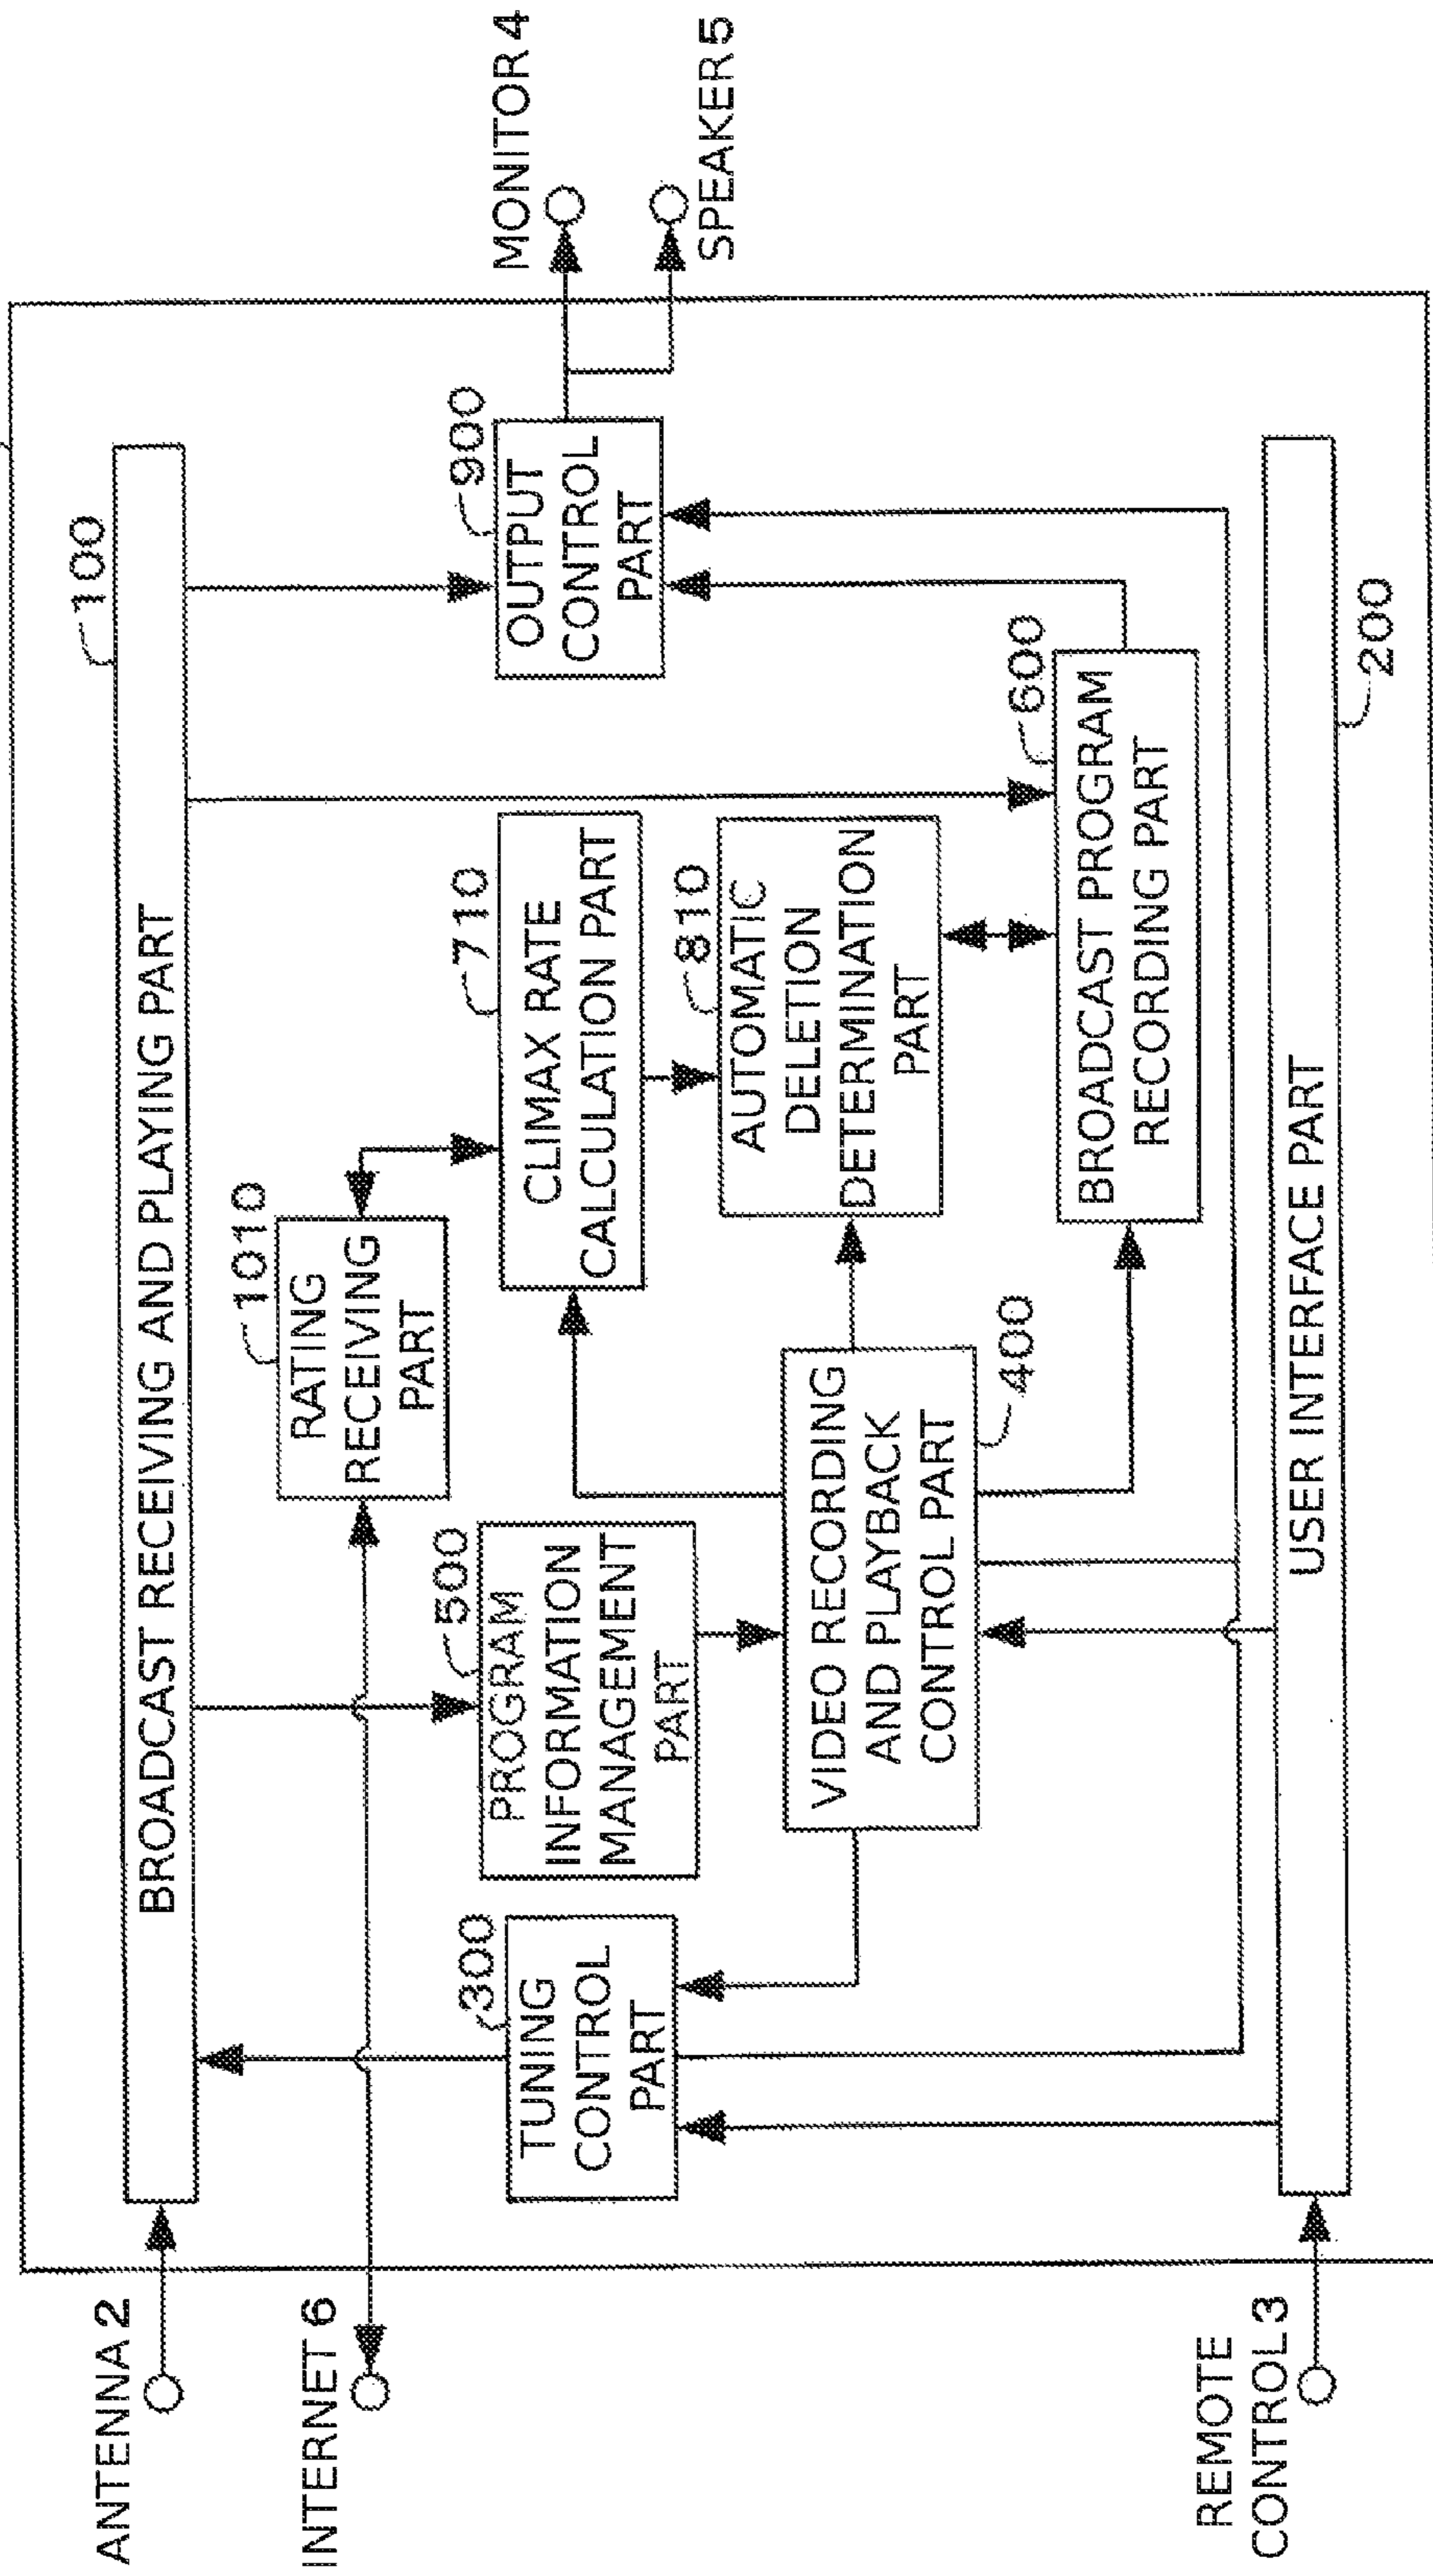 ANTENNA 2
100
BROADCAST RECEIVING AND PLAYING PART
INTERNET 6
1010
RATING
RECEIVING
PART
MONITOR 4
SPEAKER 5
300
TUNING
CONTROL
PART
500
PROGRAM
INFORMATION
MANAGEMENT
PART
710
CLIMAX RATE
CALCULATION PART
900
OUTPUT
CONTROL
PART
810
AUTOMATIC
DELETION
DETERMINATION
PART
VIDEO RECORDING
AND PLAYBACK
CONTROL PART
400
600
BROADCAST PROGRAM
RECORDING PART
REMOTE
CONTROL 3
USER INTERFACE PART
200